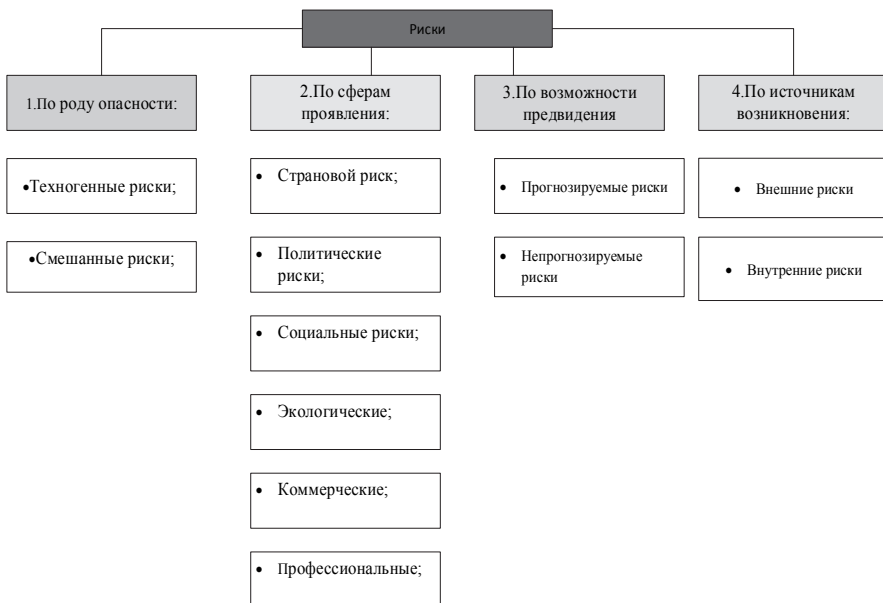 Риски
1.По роду опасности:
•Техногенные риски;
•Смешанные риски;
2.По сферам
проявления:
• Страновой риск;
• Политические
риски;
• Социальные риски;
• Экологические;
• Коммерческие;
• Профессиональные;
3.По возможности
предвидения
• Прогнозируемые риски
• Непрогнозируемые
риски
4.По источникам
возникновения:
• Внешние риски
• Внутренние риски